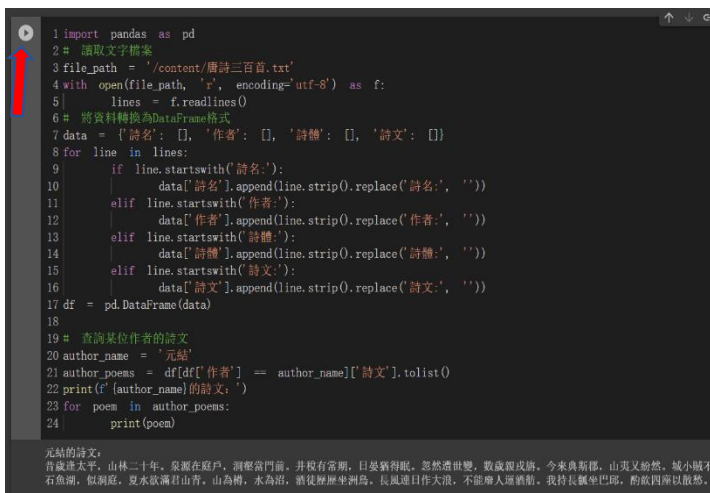 1 import pandas as pd
2 # 讀取文字檔案
3 file_path = '/content/唐詩三百首.txt'
4 with open(file_path, 'r', encoding='utf-8') as f:
5 lines = f.readlines()
6 # 將資料轉換為DataFrame格式
7 data = {'詩名': [], '作者': [], '詩體': [], '詩文': []}
8 for line in lines:
9 if line.startswith('詩名:'):
10 data['詩名'].append(line.strip().replace('詩名:', ''))
11 elif line.startswith('作者:'):
12 data['作者'].append(line.strip().replace('作者:', ''))
13 elif line.startswith('詩體:'):
14 data['詩體'].append(line.strip().replace('詩體:', ''))
15 elif line.startswith('詩文:'):
16 data['詩文'].append(line.strip().replace('詩文:', ''))
17 df = pd.DataFrame(data)
18
19 # 查詢某位作者的詩文
20 author_name = '元結'
21 author_poems = df[df['作者'] == author_name]['詩文'].tolist()
22 print(f'{author_name}的詩文：')
23 for poem in author_poems:
24 print(poem)
元結的詩文：
昔歲逢太平，山林二十年。泉源在庭戶，洞壑當門前。井稅有常期，日晏猶得眠。忽然遭世變，數歲親戎旃。今來典斯郡，山夷又紛然。城小賊不
石魚湖，似洞庭，夏水欲滿君山青。山為樽，水為沼，酒徒歷歷坐洲島。長風連日作大浪，不能廢人運酒舫。我持長瓢坐巴邱，酌飲四座以散愁。